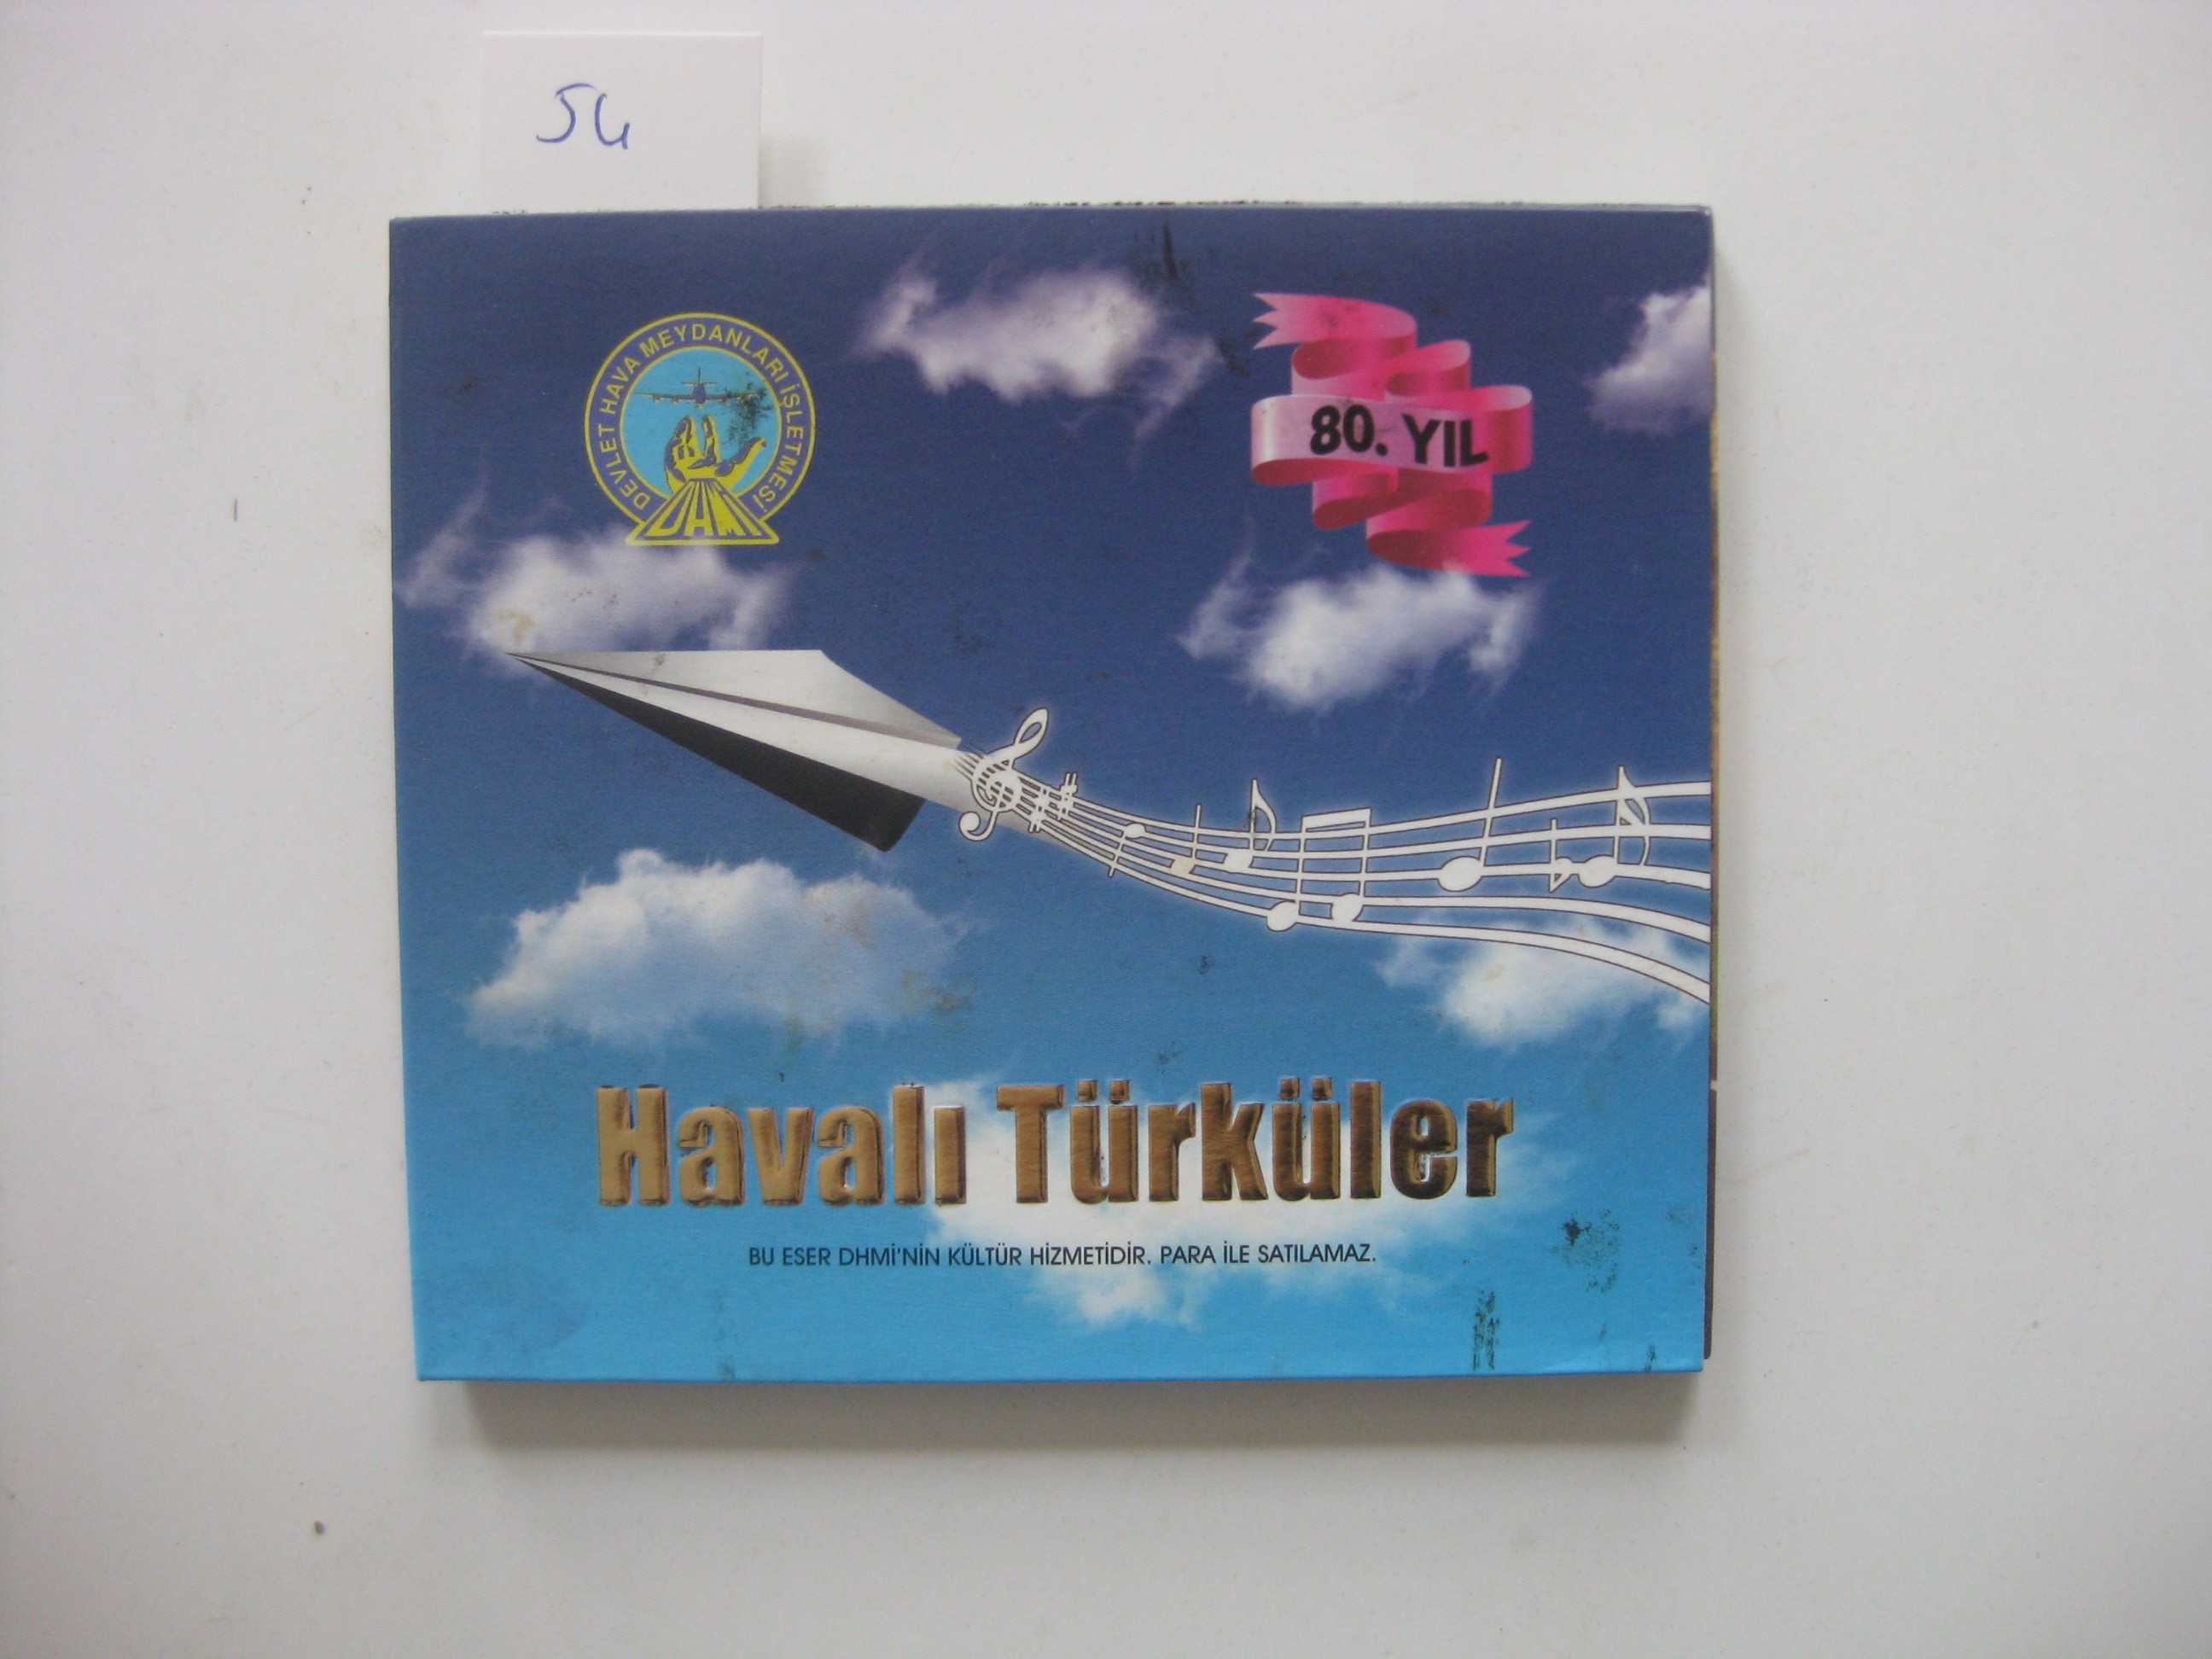 54
DEVLET HAVA MEYDANLARI İŞLETMESİ
DHMİ
80. YIL
Havalı Türküler
BU ESER DHMİ'NİN KÜLTÜR HİZMETİDİR. PARA İLE SATILAMAZ.